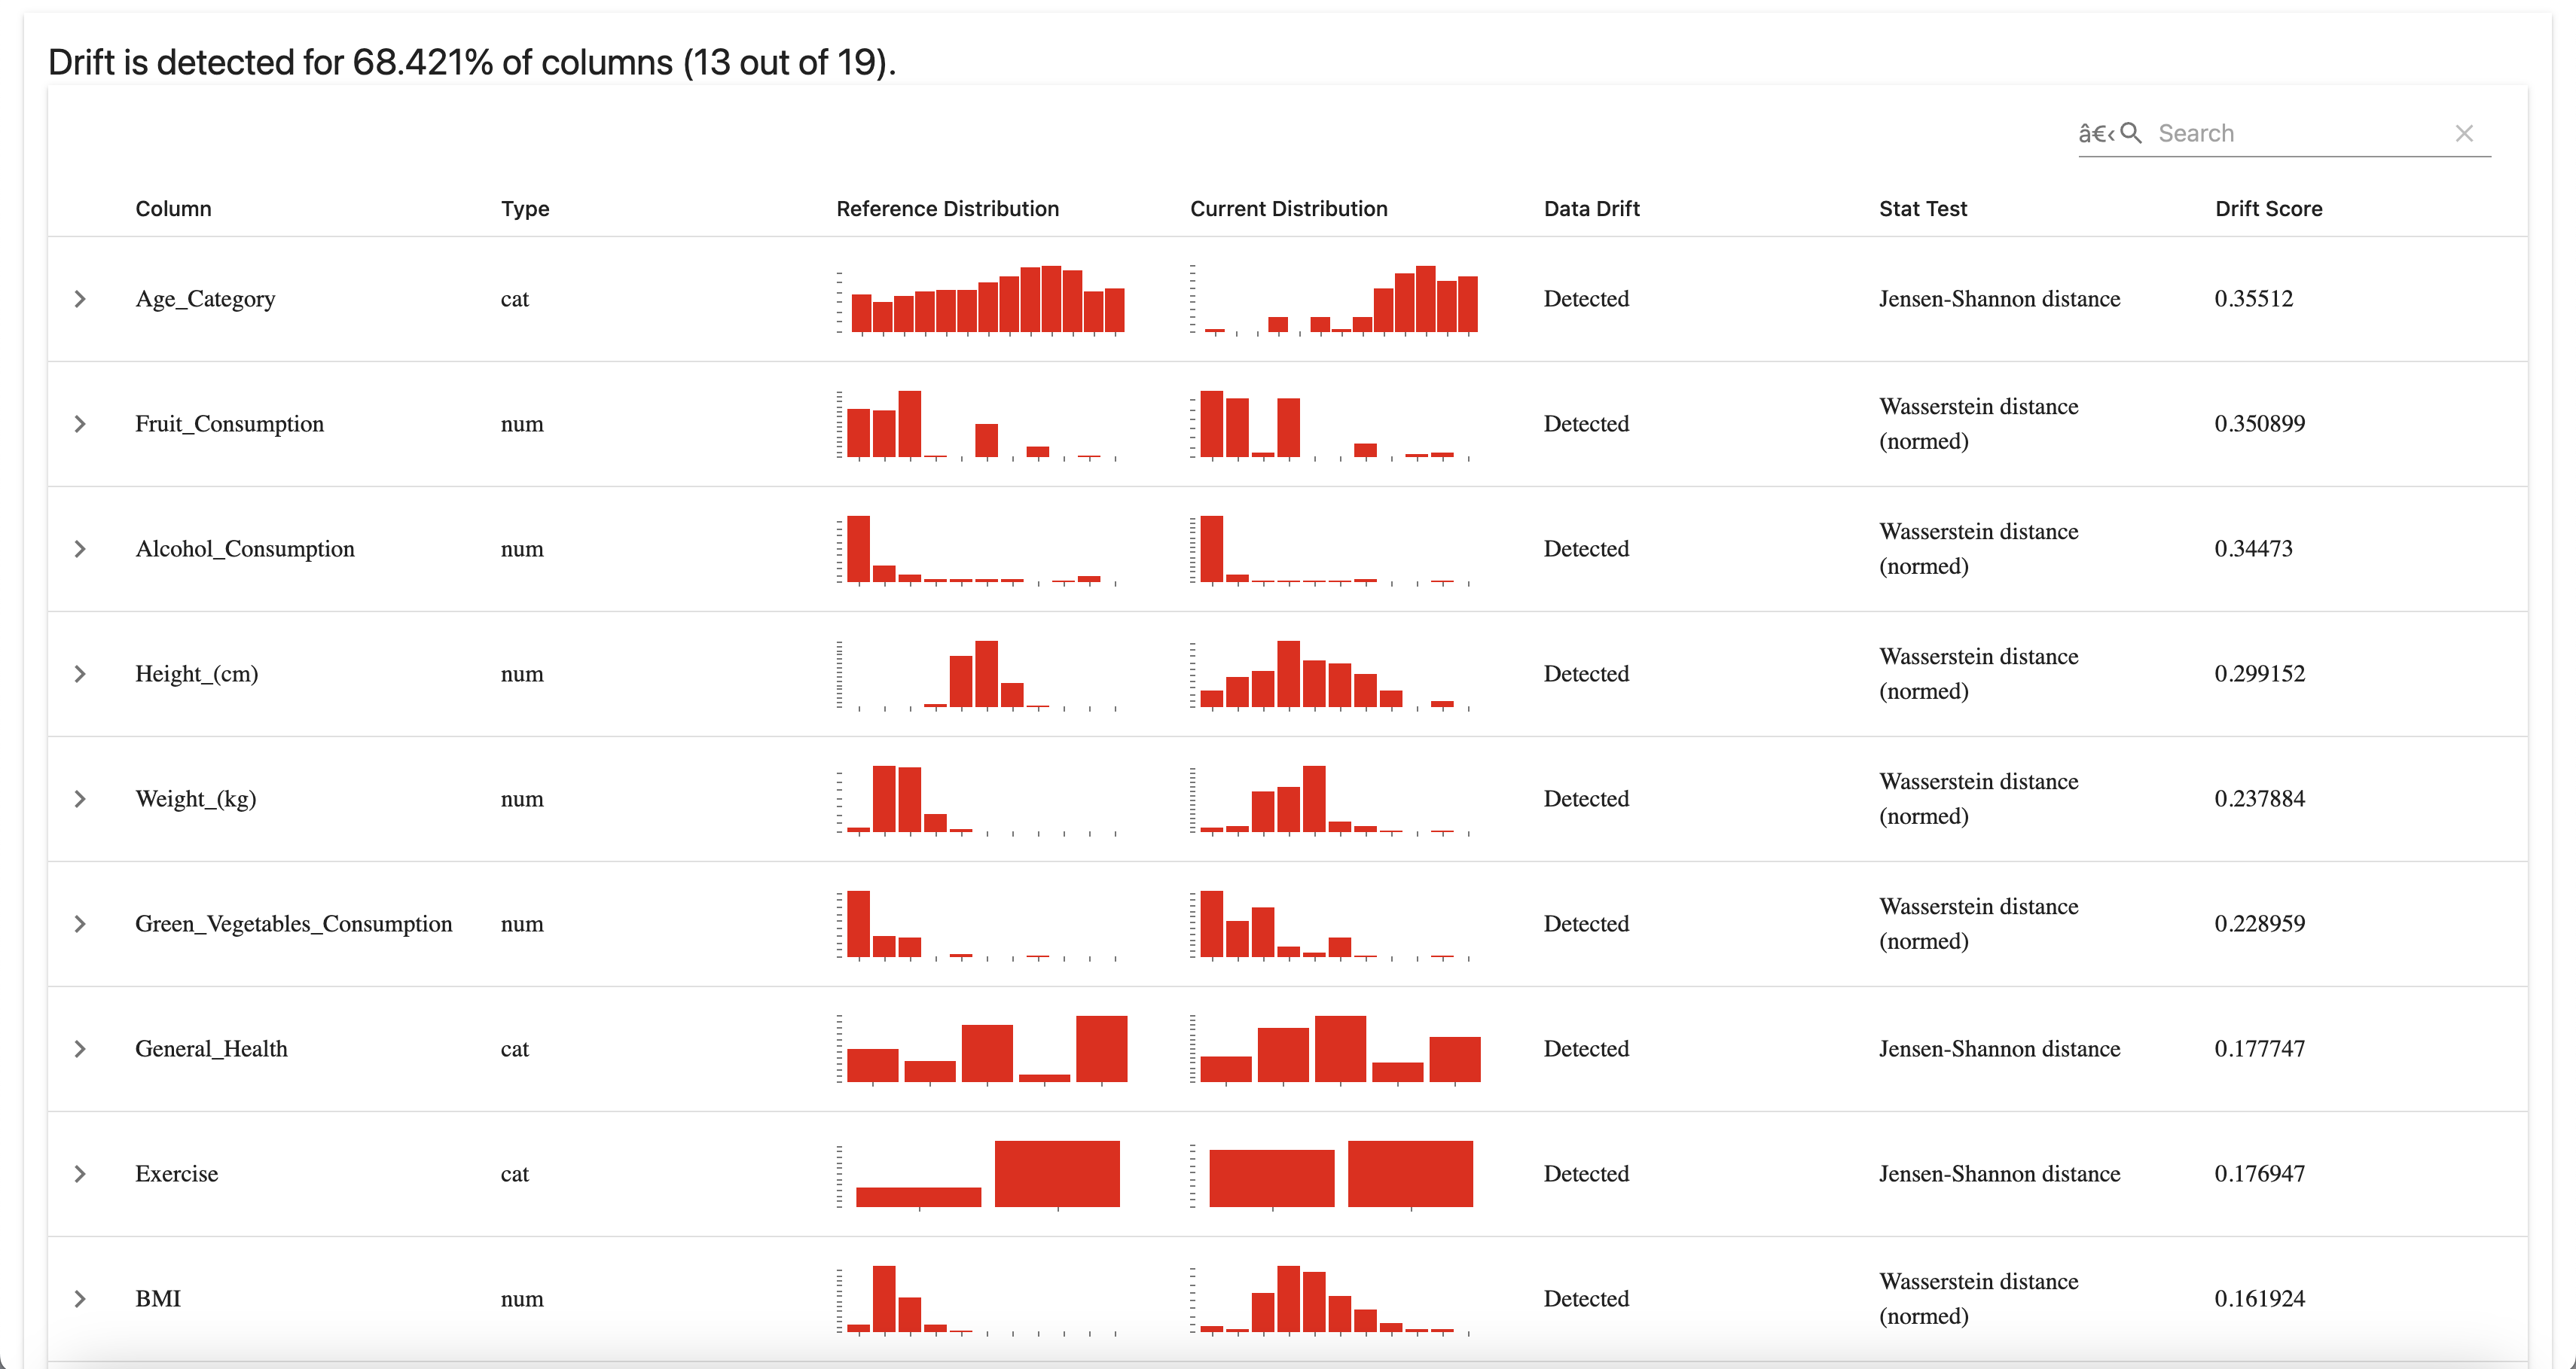 Drift is detected for 68.421% of columns (13 out of 19).
â€‹ Search
Column Type Reference Distribution Current Distribution Data Drift Stat Test Drift Score
Age_Category cat Detected Jensen-Shannon distance 0.35512
Fruit_Consumption num Detected Wasserstein distance (normed) 0.350899
Alcohol_Consumption num Detected Wasserstein distance (normed) 0.34473
Height_(cm) num Detected Wasserstein distance (normed) 0.299152
Weight_(kg) num Detected Wasserstein distance (normed) 0.237884
Green_Vegetables_Consumption num Detected Wasserstein distance (normed) 0.228959
General_Health cat Detected Jensen-Shannon distance 0.177747
Exercise cat Detected Jensen-Shannon distance 0.176947
BMI num Detected Wasserstein distance (normed) 0.161924